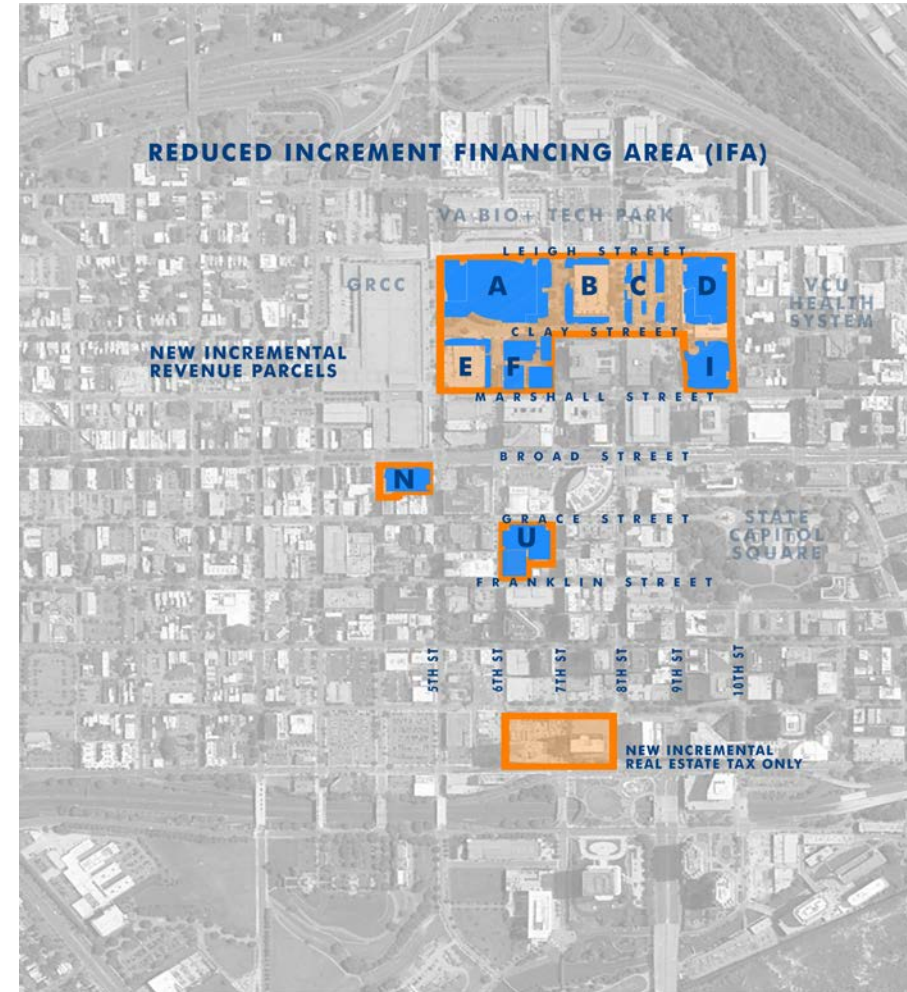 REDUCED INCREMENT FINANCING AREA (IFA)
VA BIO+ TECH PARK
LEIGH STREET
GRCC
A
B
C
D
VCU
HEALTH
SYSTEM
CLAY STREET
NEW INCREMENTAL
REVENUE PARCELS
E
F
I
MARSHALL STREET
BROAD STREET
N
GRACE STREET
STATE
CAPITOL
SQUARE
U
FRANKLIN STREET
5TH ST
6TH ST
7TH ST
8TH ST
9TH ST
10TH ST
NEW INCREMENTAL
REAL ESTATE TAX ONLY